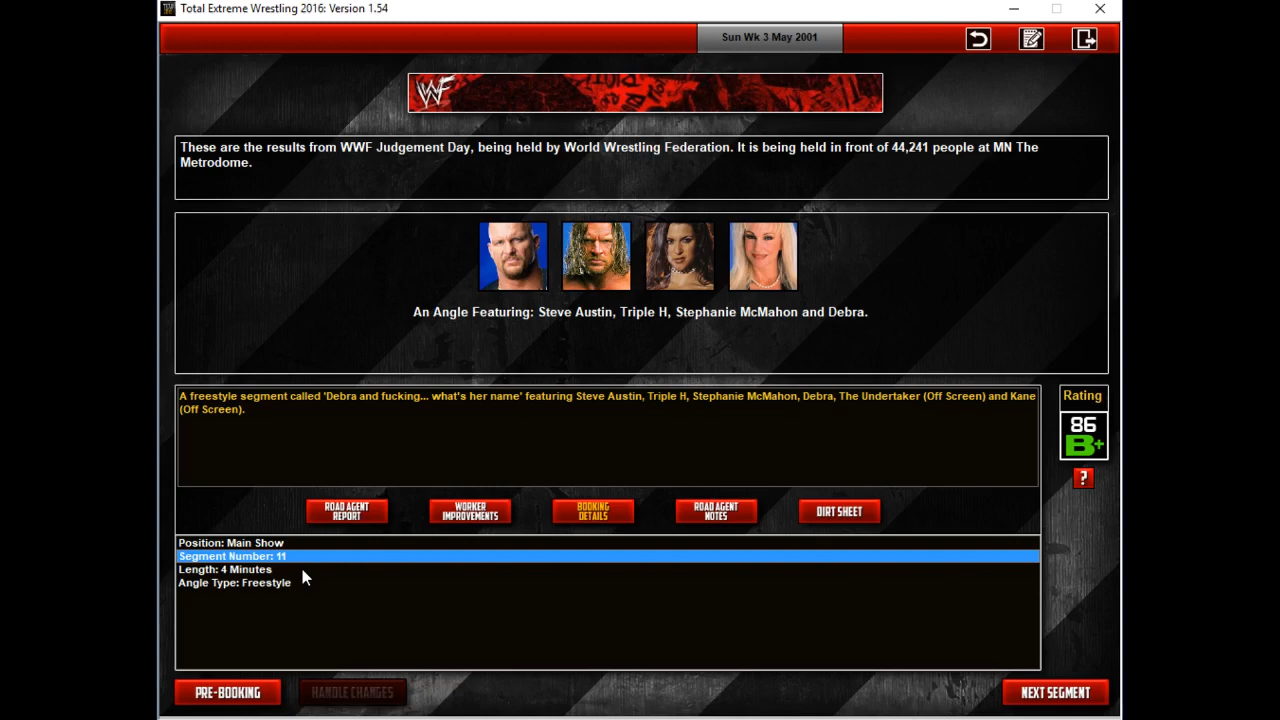 Total Extreme Wrestling 2016: Version 1.54
Sun Wk 3 May 2001
These are the results from WWF Judgement Day, being held by World Wrestling Federation. It is being held in front of 44,241 people at MN The
Metrodome.
An Angle Featuring: Steve Austin, Triple H, Stephanie McMahon and Debra.
A freestyle segment called 'Debra and fucking... what's her name' featuring Steve Austin, Triple H, Stephanie McMahon, Debra, The Undertaker (Off Screen) and Kane
(Off Screen).
Rating
86
B+
?
ROAD AGENT
REPORT
WORKER
IMPROVEMENTS
BOOKING
DETAILS
ROAD AGENT
NOTES
DIRT SHEET
Position: Main Show
Segment Number: 11
Length: 4 Minutes
Angle Type: Freestyle
PRE-BOOKING
HANDLE CHANGES
NEXT SEGMENT